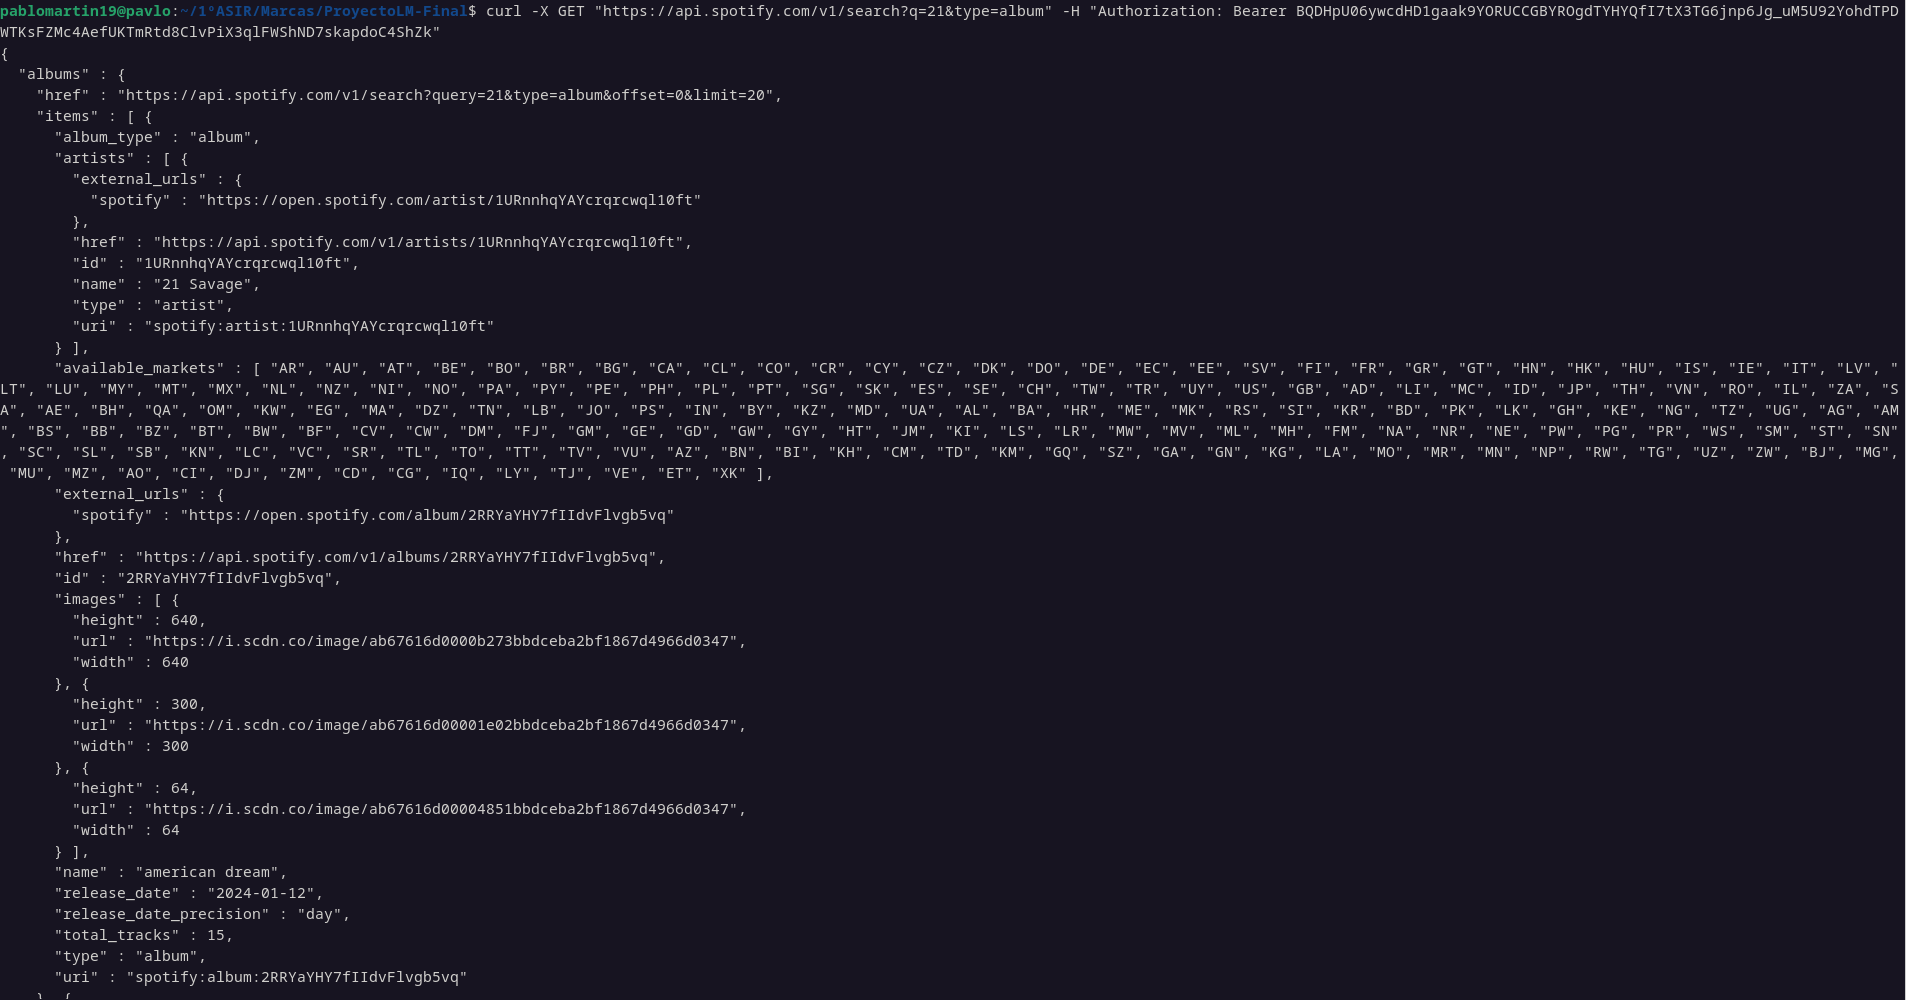 pablomartin19@pavlo:~/1ºASIR/Marcas/ProyectoLM-Final$ curl -X GET "https://api.spotify.com/v1/search?q=21&type=album" -H "Authorization: Bearer BQDHpU06ywcdHD1gaak9YORUCCGBYROgdTYHYQfI7tX3TG6jnp6Jg_uM5U92YohdTPD
WTKsFZMc4AefUKTmRtd8ClvPiX3qlFWShND7skapdoC4ShZk"
{
  "albums" : {
    "href" : "https://api.spotify.com/v1/search?query=21&type=album&offset=0&limit=20",
    "items" : [ {
      "album_type" : "album",
      "artists" : [ {
        "external_urls" : {
          "spotify" : "https://open.spotify.com/artist/1URnnhqYAYcrqrcwql10ft"
        },
        "href" : "https://api.spotify.com/v1/artists/1URnnhqYAYcrqrcwql10ft",
        "id" : "1URnnhqYAYcrqrcwql10ft",
        "name" : "21 Savage",
        "type" : "artist",
        "uri" : "spotify:artist:1URnnhqYAYcrqrcwql10ft"
      } ],
      "available_markets" : [ "AR", "AU", "AT", "BE", "BO", "BR", "BG", "CA", "CL", "CO", "CR", "CY", "CZ", "DK", "DO", "DE", "EC", "EE", "SV", "FI", "FR", "GR", "GT", "HN", "HK", "HU", "IS", "IE", "IT", "LV", "
LT", "LU", "MY", "MT", "MX", "NL", "NZ", "NI", "NO", "PA", "PY", "PE", "PH", "PL", "PT", "SG", "SK", "ES", "SE", "CH", "TW", "TR", "UY", "US", "GB", "AD", "LI", "MC", "ID", "JP", "TH", "VN", "RO", "IL", "ZA", "S
A", "AE", "BH", "QA", "OM", "KW", "EG", "MA", "DZ", "TN", "LB", "JO", "PS", "IN", "BY", "KZ", "MD", "UA", "AL", "BA", "HR", "ME", "MK", "RS", "SI", "KR", "BD", "PK", "LK", "GH", "KE", "NG", "TZ", "UG", "AG", "AM
", "BS", "BB", "BZ", "BT", "BW", "BF", "CV", "CW", "DM", "FJ", "GM", "GE", "GD", "GW", "GY", "HT", "JM", "KI", "LS", "LR", "MW", "MV", "ML", "MH", "FM", "NA", "NR", "NE", "PW", "PG", "PR", "WS", "SM", "ST", "SN"
, "SC", "SL", "SB", "KN", "LC", "VC", "SR", "TL", "TO", "TT", "TV", "VU", "AZ", "BN", "BI", "KH", "CM", "TD", "KM", "GQ", "SZ", "GA", "GN", "KG", "LA", "MO", "MR", "MN", "NP", "RW", "TG", "UZ", "ZW", "BJ", "MG",
 "MU", "MZ", "AO", "CI", "DJ", "ZM", "CD", "CG", "IQ", "LY", "TJ", "VE", "ET", "XK" ],
      "external_urls" : {
        "spotify" : "https://open.spotify.com/album/2RRYaYHY7fIIdvFlvgb5vq"
      },
      "href" : "https://api.spotify.com/v1/albums/2RRYaYHY7fIIdvFlvgb5vq",
      "id" : "2RRYaYHY7fIIdvFlvgb5vq",
      "images" : [ {
        "height" : 640,
        "url" : "https://i.scdn.co/image/ab67616d0000b273bbdceba2bf1867d4966d0347",
        "width" : 640
      }, {
        "height" : 300,
        "url" : "https://i.scdn.co/image/ab67616d00001e02bbdceba2bf1867d4966d0347",
        "width" : 300
      }, {
        "height" : 64,
        "url" : "https://i.scdn.co/image/ab67616d00004851bbdceba2bf1867d4966d0347",
        "width" : 64
      } ],
      "name" : "american dream",
      "release_date" : "2024-01-12",
      "release_date_precision" : "day",
      "total_tracks" : 15,
      "type" : "album",
      "uri" : "spotify:album:2RRYaYHY7fIIdvFlvgb5vq"
    }, {